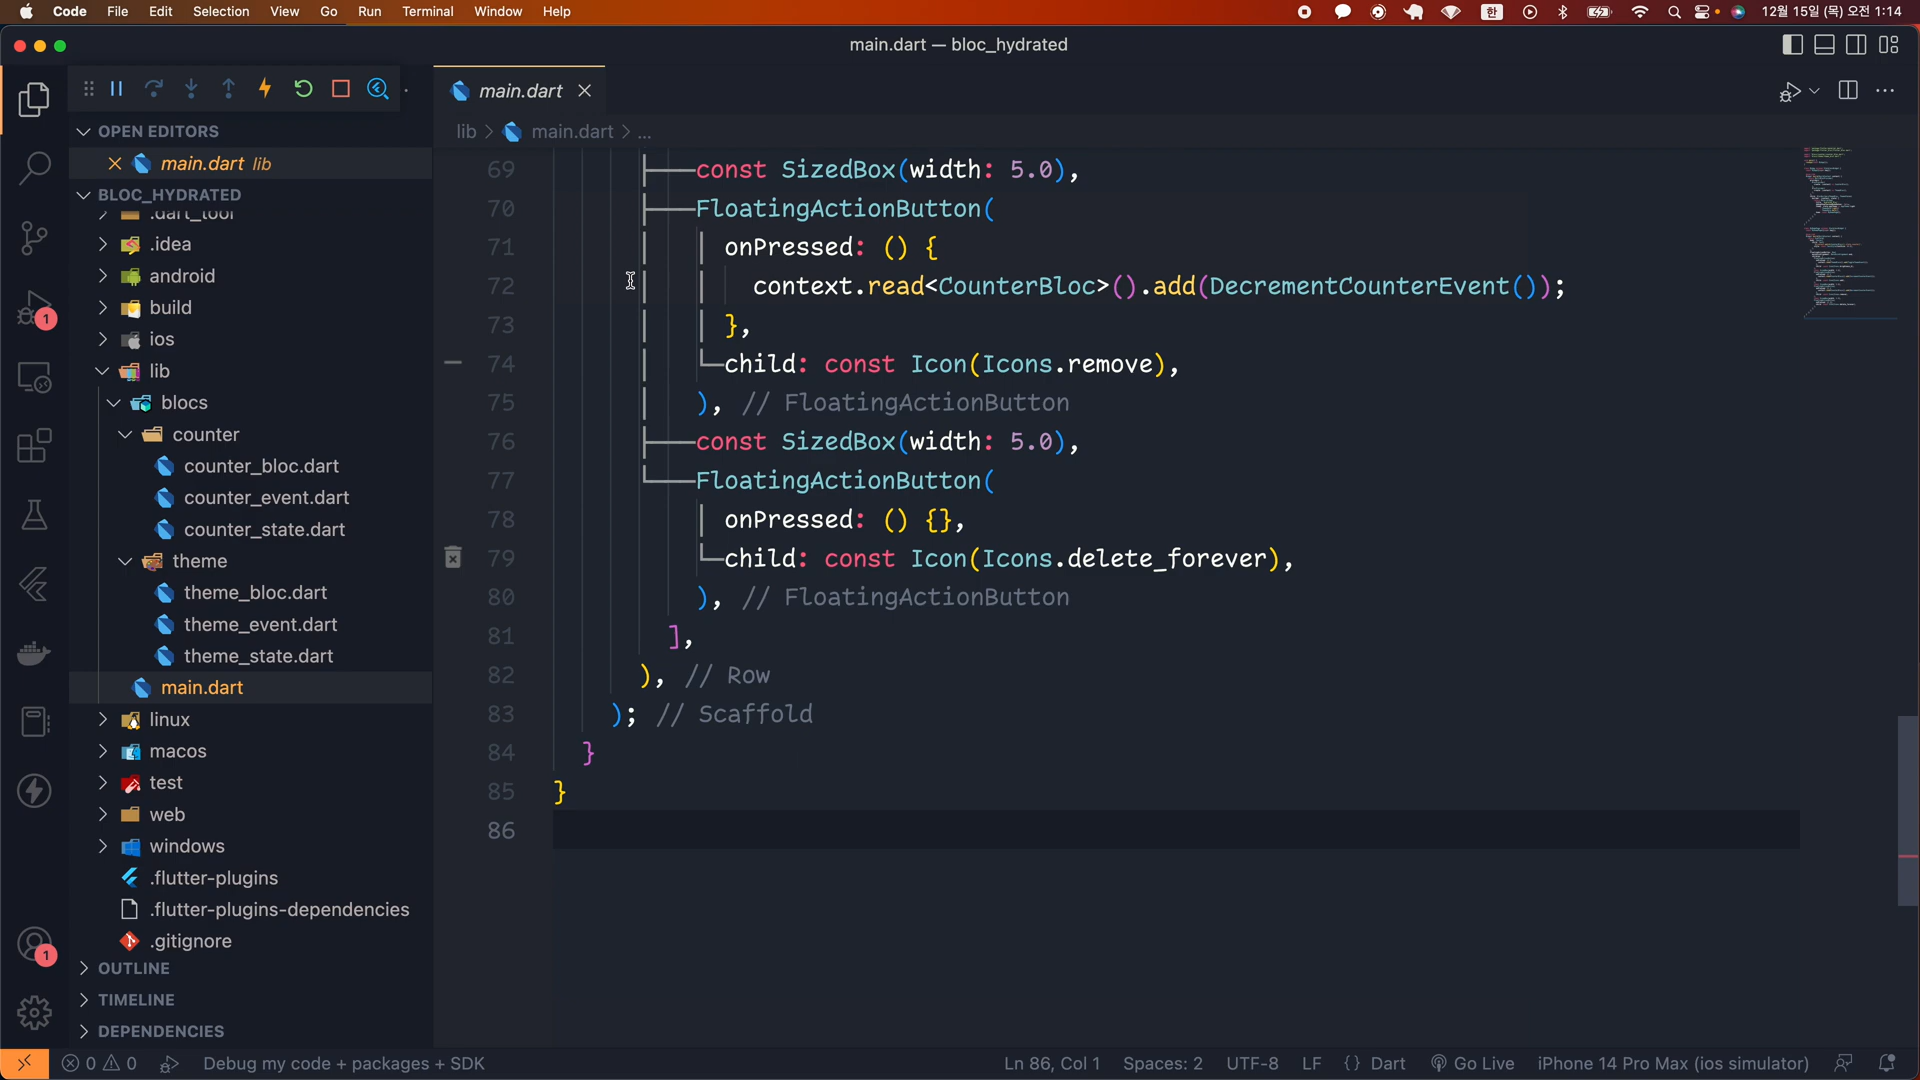 Code File Edit Selection View Go Run Terminal Window Help 한 12월 15일 (목) 오전 1:14
main.dart — bloc_hydrated
main.dart
OPEN EDITORS
main.dart lib
BLOC_HYDRATED
.dart_tool
.idea
android
build
ios
lib
blocs
counter
counter_bloc.dart
counter_event.dart
counter_state.dart
theme
theme_bloc.dart
theme_event.dart
theme_state.dart
main.dart
linux
macos
test
web
windows
.flutter-plugins
.flutter-plugins-dependencies
.gitignore
OUTLINE
TIMELINE
DEPENDENCIES
1
1
lib > main.dart > ...
69 const SizedBox(width: 5.0),
70 FloatingActionButton(
71 onPressed: () {
72 context.read<CounterBloc>().add(DecrementCounterEvent());
73 },
74 child: const Icon(Icons.remove),
75 ), // FloatingActionButton
76 const SizedBox(width: 5.0),
77 FloatingActionButton(
78 onPressed: () {},
79 child: const Icon(Icons.delete_forever),
80 ), // FloatingActionButton
81 ],
82 ), // Row
83 ); // Scaffold
84 }
85 }
86
0 0 Debug my code + packages + SDK Ln 86, Col 1 Spaces: 2 UTF-8 LF {} Dart Go Live iPhone 14 Pro Max (ios simulator)